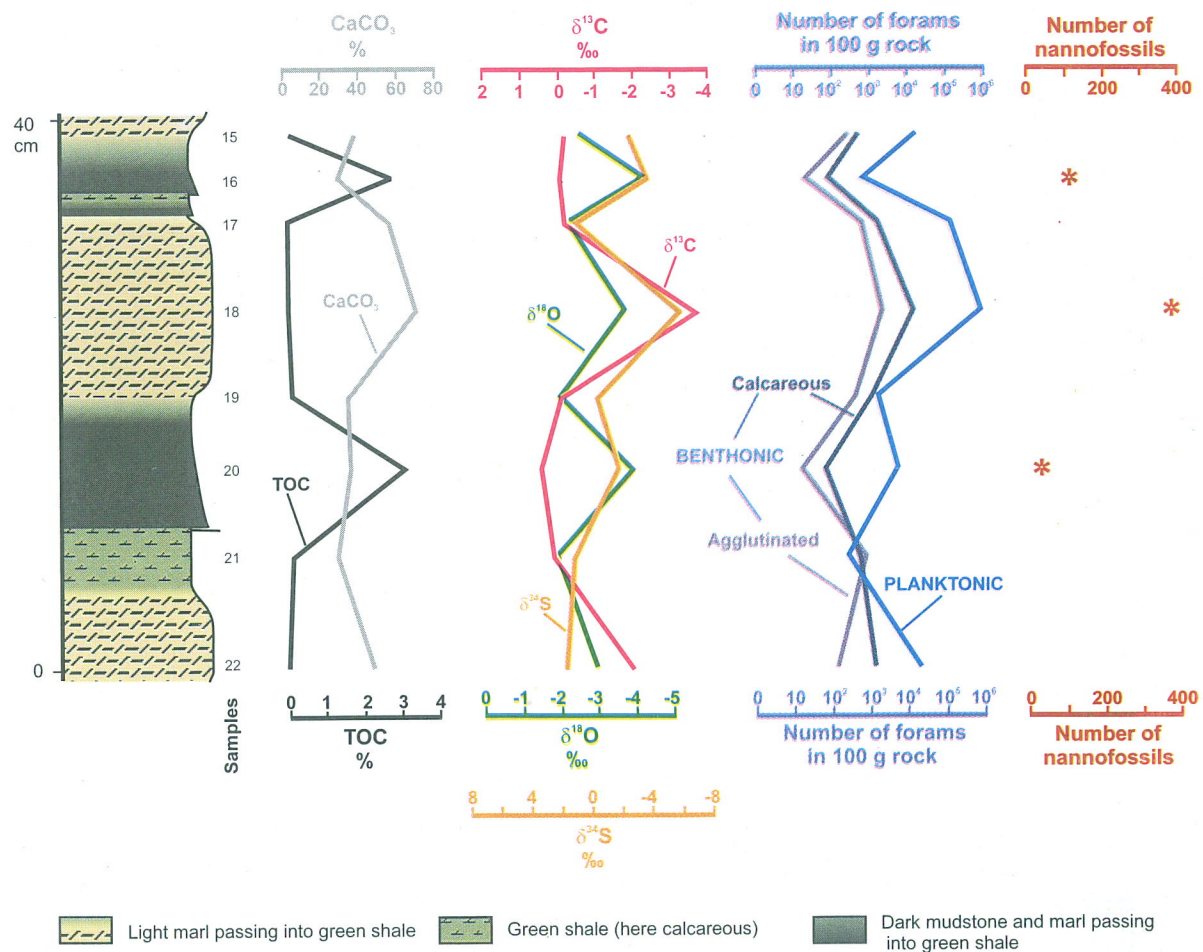 CaCO₃
%
0 20 40 60 80
δ¹³C
‰
2 1 0 -1 -2 -3 -4
Number of forams
in 100 g rock
0 10 10² 10³ 10⁴ 10⁵ 10⁶
Number of
nannofossils
0 200 400
40
cm
15
16
17
18
19
20
21
22
0
Samples
CaCO₃
TOC
δ¹³C
δ¹⁸O
δ³⁴S
Calcareous
BENTHONIC
Agglutinated
PLANKTONIC
*
*
*
0 1 2 3 4
TOC
%
0 -1 -2 -3 -4 -5
δ¹⁸O
‰
8 4 0 -4 -8
δ³⁴S
‰
0 10 10² 10³ 10⁴ 10⁵ 10⁶
Number of forams
in 100 g rock
0 200 400
Number of
nannofossils
Light marl passing into green shale
Green shale (here calcareous)
Dark mudstone and marl passing
into green shale